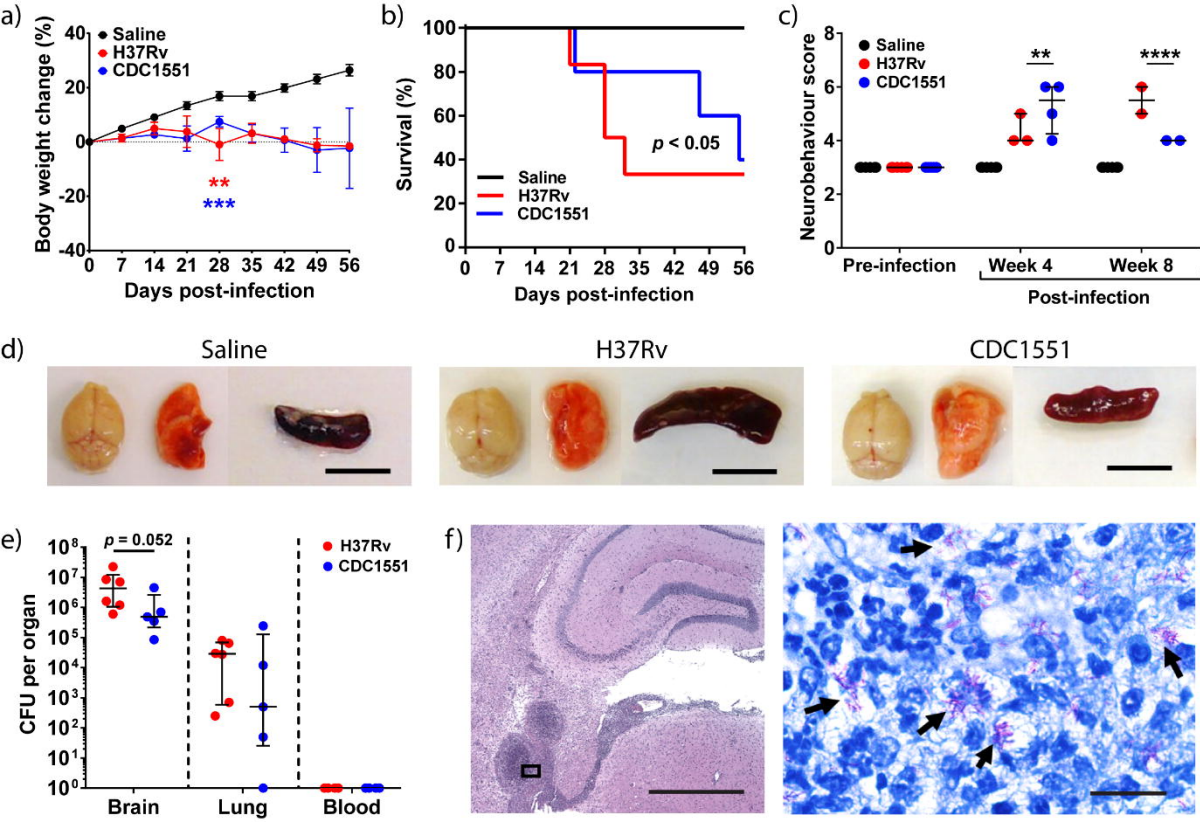 a)
Body weight change (%)
40
20
0
-20
-40
Saline
H37Rv
CDC1551
**
***
0 7 14 21 28 35 42 49 56
Days post-infection
b)
Survival (%)
100
80
60
40
20
0
p < 0.05
Saline
H37Rv
CDC1551
0 7 14 21 28 35 42 49 56
Days post-infection
c)
Neurobehaviour score
8
6
4
2
Saline
H37Rv
CDC1551
** ****
Pre-infection Week 4 Week 8
Post-infection
d)
Saline H37Rv CDC1551
e)
CFU per organ
10⁸
10⁷
10⁶
10⁵
10⁴
10³
10²
10¹
10⁰
p = 0.052
H37Rv
CDC1551
Brain Lung Blood
f)